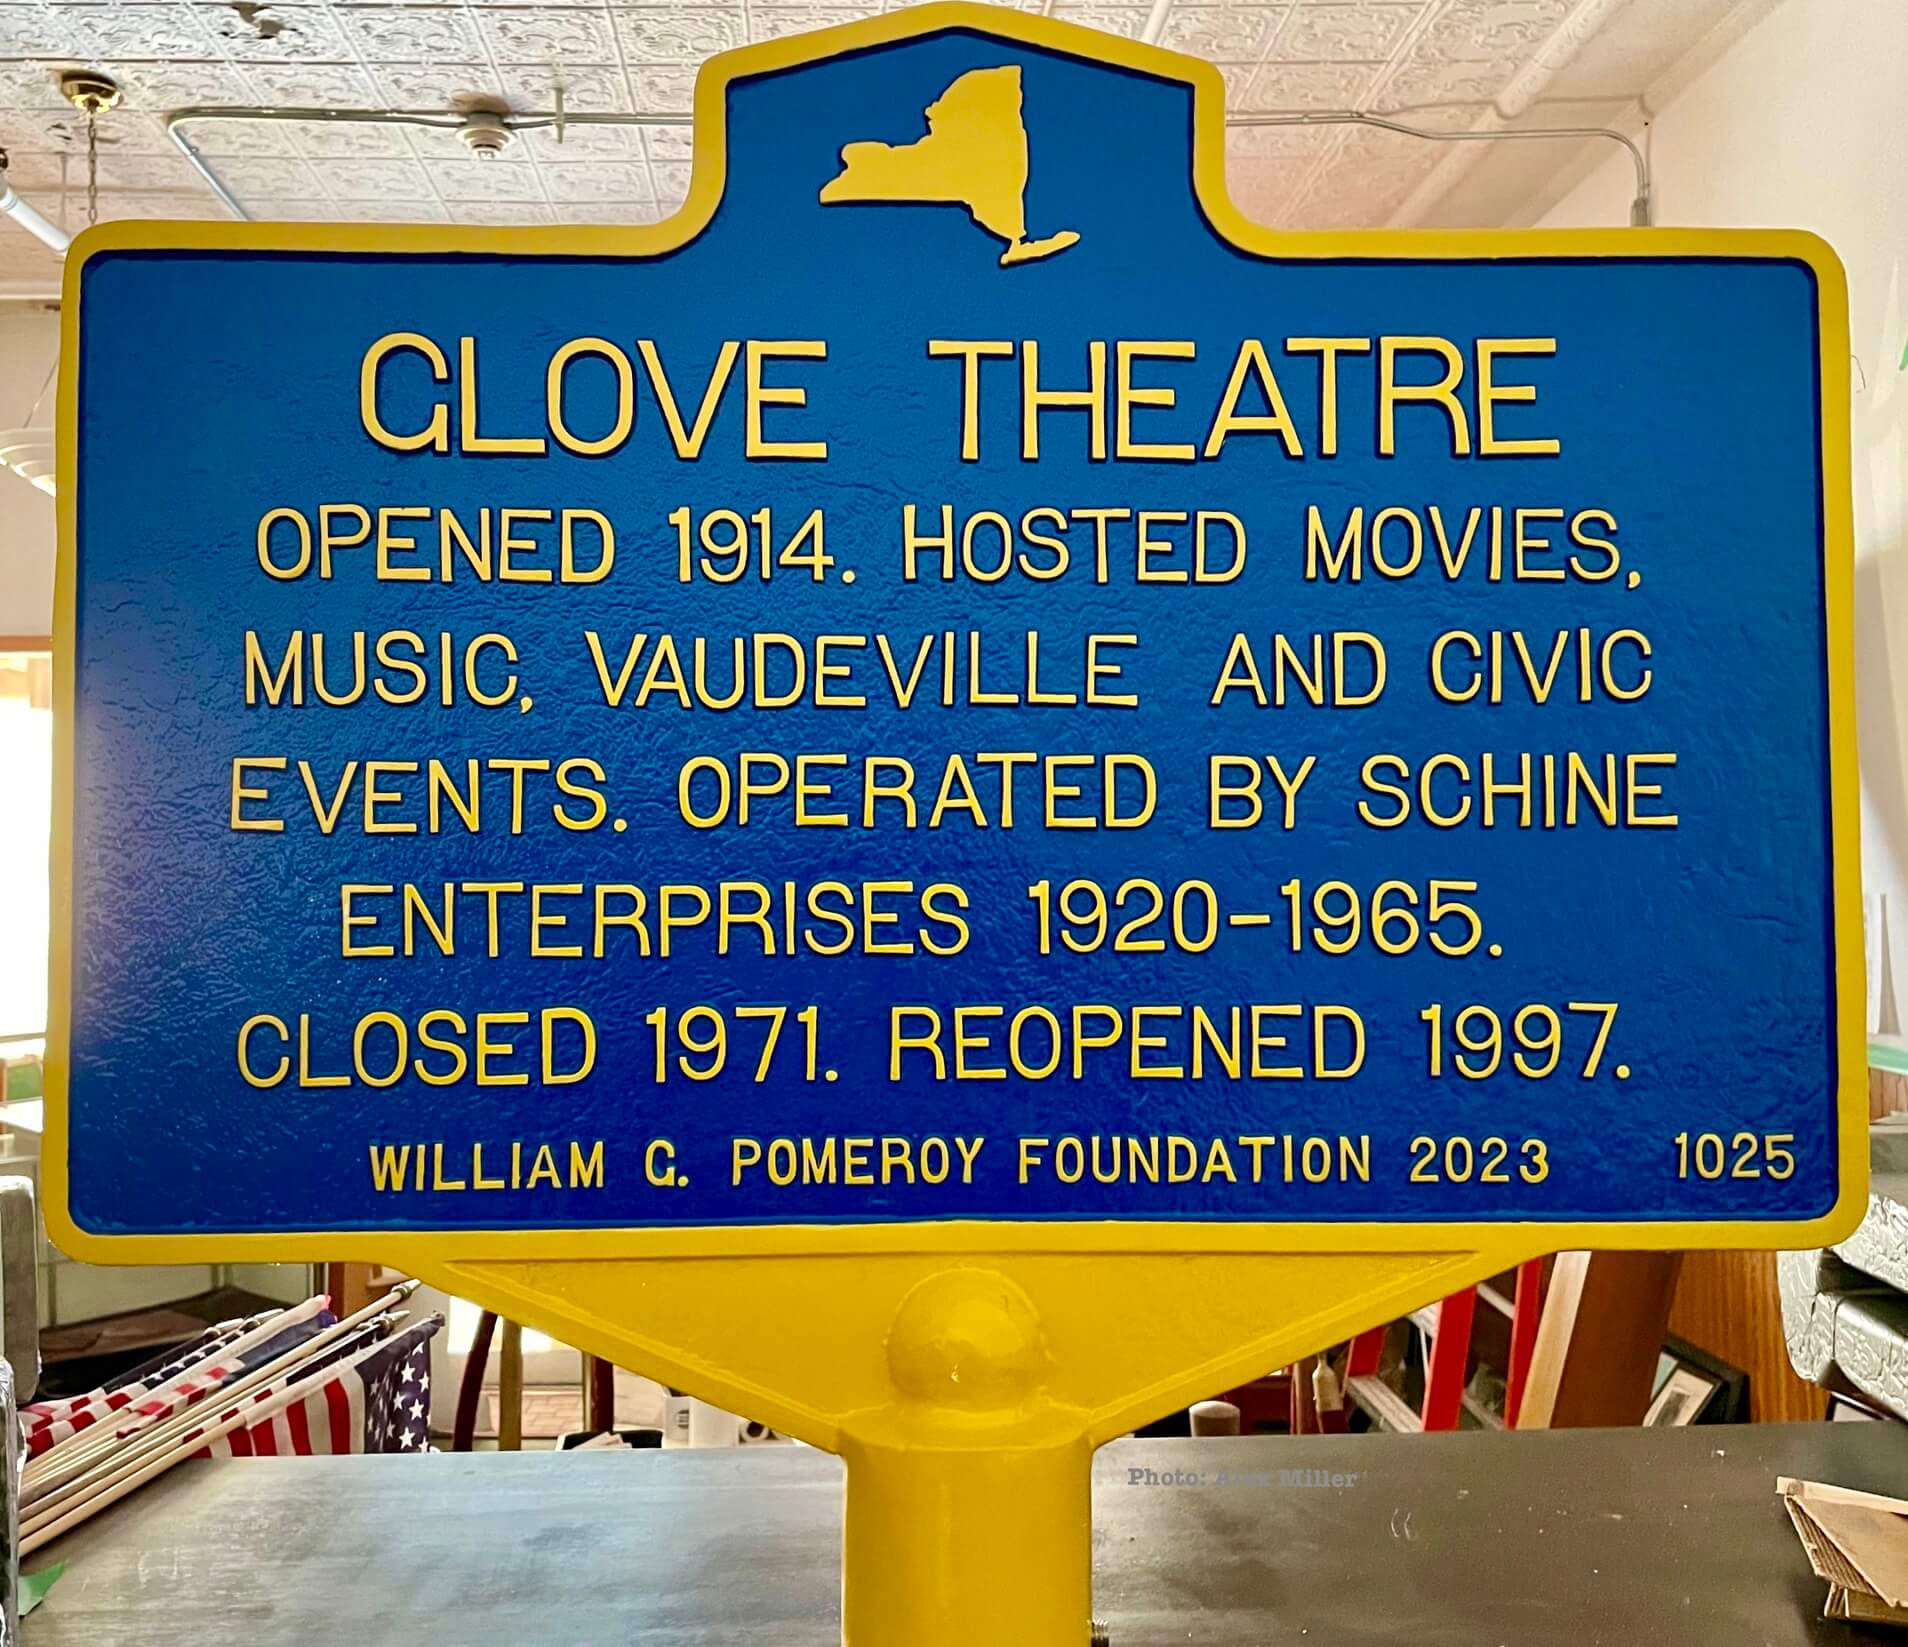 GLOVE THEATRE
OPENED 1914. HOSTED MOVIES,
MUSIC, VAUDEVILLE AND CIVIC
EVENTS. OPERATED BY SCHINE
ENTERPRISES 1920-1965.
CLOSED 1971. REOPENED 1997.
WILLIAM G. POMEROY FOUNDATION 2023 1025
Photo: Miller